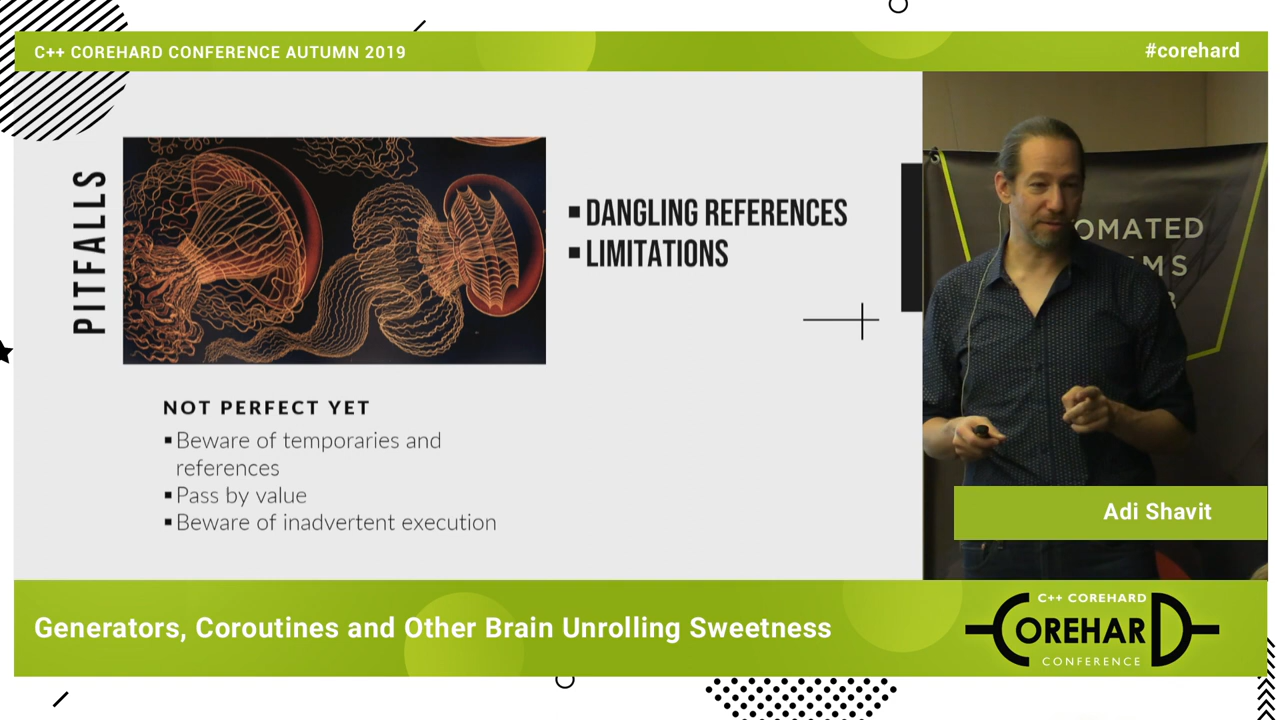 C++ COREHARD CONFERENCE AUTUMN 2019
#corehard
PITFALLS
▪ DANGLING REFERENCES
▪ LIMITATIONS
NOT PERFECT YET
▪ Beware of temporaries and
references
▪ Pass by value
▪ Beware of inadvertent execution
OMATED
MS
Adi Shavit
Generators, Coroutines and Other Brain Unrolling Sweetness
C++ COREHARD
COREHARD
CONFERENCE